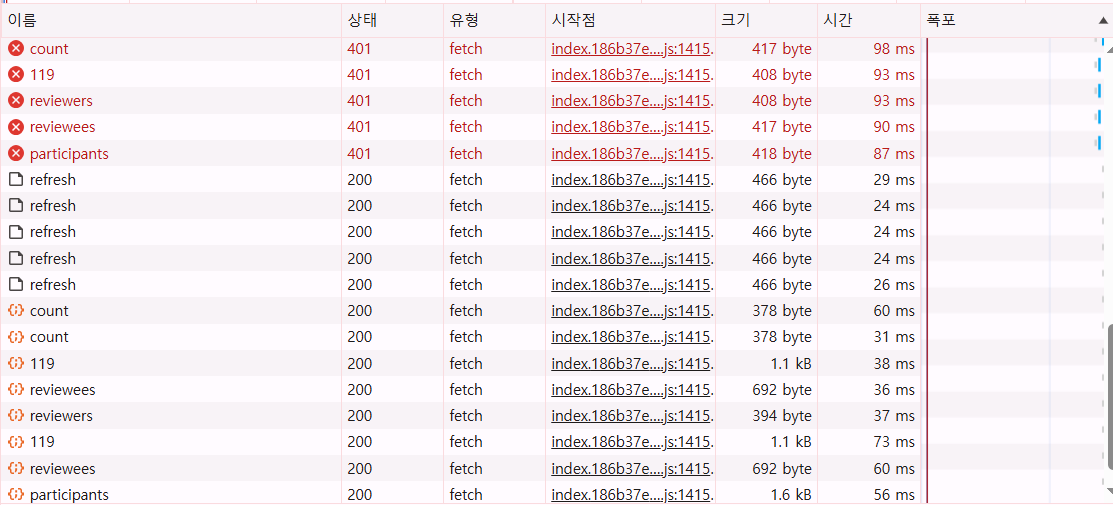 이름 상태 유형 시작점 크기 시간 폭포
count 401 fetch index.186b37e....js:1415. 417 byte 98 ms
119 401 fetch index.186b37e....js:1415. 408 byte 93 ms
reviewers 401 fetch index.186b37e....js:1415. 408 byte 93 ms
reviewees 401 fetch index.186b37e....js:1415. 417 byte 90 ms
participants 401 fetch index.186b37e....js:1415. 418 byte 87 ms
refresh 200 fetch index.186b37e....js:1415. 466 byte 29 ms
refresh 200 fetch index.186b37e....js:1415. 466 byte 24 ms
refresh 200 fetch index.186b37e....js:1415. 466 byte 24 ms
refresh 200 fetch index.186b37e....js:1415. 466 byte 24 ms
refresh 200 fetch index.186b37e....js:1415. 466 byte 26 ms
count 200 fetch index.186b37e....js:1415. 378 byte 60 ms
count 200 fetch index.186b37e....js:1415. 378 byte 31 ms
119 200 fetch index.186b37e....js:1415. 1.1 kB 38 ms
reviewees 200 fetch index.186b37e....js:1415. 692 byte 36 ms
reviewers 200 fetch index.186b37e....js:1415. 394 byte 37 ms
119 200 fetch index.186b37e....js:1415. 1.1 kB 73 ms
reviewees 200 fetch index.186b37e....js:1415. 692 byte 60 ms
participants 200 fetch index.186b37e....js:1415. 1.6 kB 56 ms